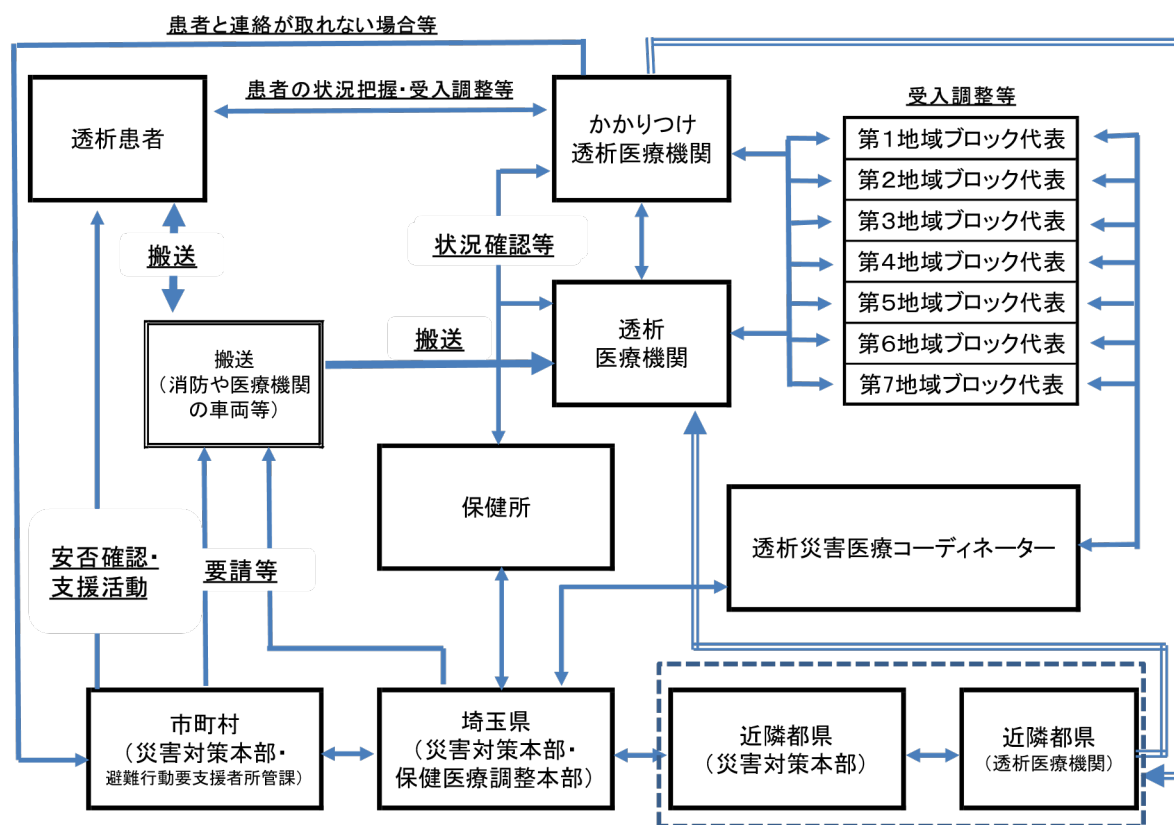 患者と連絡が取れない場合等
患者の状況把握・受入調整等
透析患者
かかりつけ
透析医療機関
受入調整等
第1地域ブロック代表
第2地域ブロック代表
第3地域ブロック代表
第4地域ブロック代表
第5地域ブロック代表
第6地域ブロック代表
第7地域ブロック代表
搬送
状況確認等
搬送
(消防や医療機関
の車両等)
搬送
透析
医療機関
保健所
透析災害医療コーディネーター
安否確認・
支援活動
要請等
市町村
(災害対策本部・
避難行動要支援者所管課)
埼玉県
(災害対策本部・
保健医療調整本部)
近隣都県
(災害対策本部)
近隣都県
(透析医療機関)